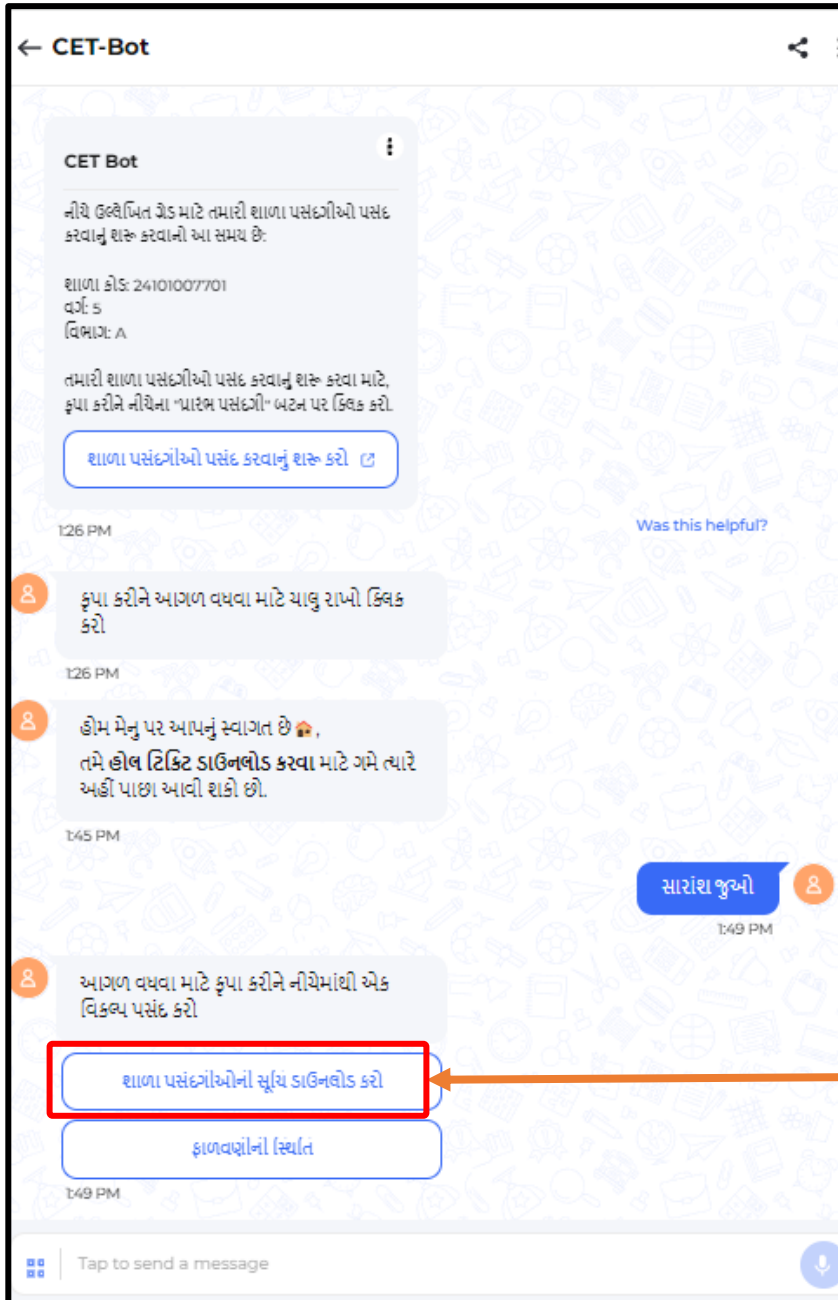 CET-Bot
CET Bot
નીચે ઉલ્લેખિત ગ્રેડ માટે તમારી શાળા પસંદગીઓ પસંદ
કરવાનું શરૂ કરવાનો આ સમય છે:
શાળા કોડ: 24101007701
વર્ગ: 5
વિભાગ: A
તમારી શાળા પસંદગીઓ પસંદ કરવાનું શરૂ કરવા માટે,
કૃપા કરીને નીચેના "પ્રારંભ પસંદગી" બટન પર ક્લિક કરો.
શાળા પસંદગીઓ પસંદ કરવાનું શરૂ કરો
1:26 PM
Was this helpful?
કૃપા કરીને આગળ વધવા માટે ચાલુ રાખો ક્લિક
કરો
1:26 PM
હોમ મેનુ પર આપનું સ્વાગત છે🏠,
તમે હોલ ટિકિટ ડાઉનલોડ કરવા માટે ગમે ત્યારે
અહીં પાછા આવી શકો છો.
1:45 PM
સારાંશ જુઓ
1:49 PM
આગળ વધવા માટે કૃપા કરીને નીચેમાંથી એક
વિકલ્પ પસંદ કરો
શાળા પસંદગીઓની સૂચિ ડાઉનલોડ કરો
ફાળવણીની સ્થિતિ
1:49 PM
Tap to send a message